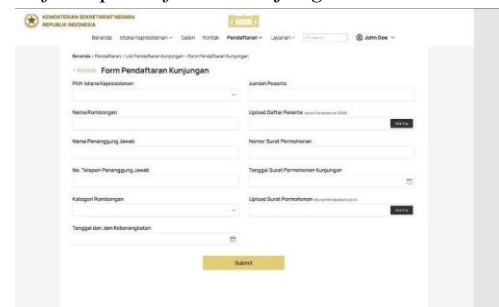 KEMENTERIAN SEKRETARIAT NEGARA
REPUBLIK INDONESIA
Beranda Istana Kepresidenan Galeri Kontak Pendaftaran Layanan John Doe
Beranda > Pendaftaran > List Pendaftaran Kunjungan > Form Pendaftaran Kunjungan
Form Pendaftaran Kunjungan
Pilih Istana Kepresidenan
Jumlah Peserta
Nama Rombongan
Upload Daftar Peserta
Nama Penanggung Jawab
Nomor Surat Permohonan
No. Telepon Penanggung Jawab
Tanggal Surat Permohonan Kunjungan
Kategori Rombongan
Upload Surat Permohonan
Tanggal dan Jam Keberangkatan
Submit